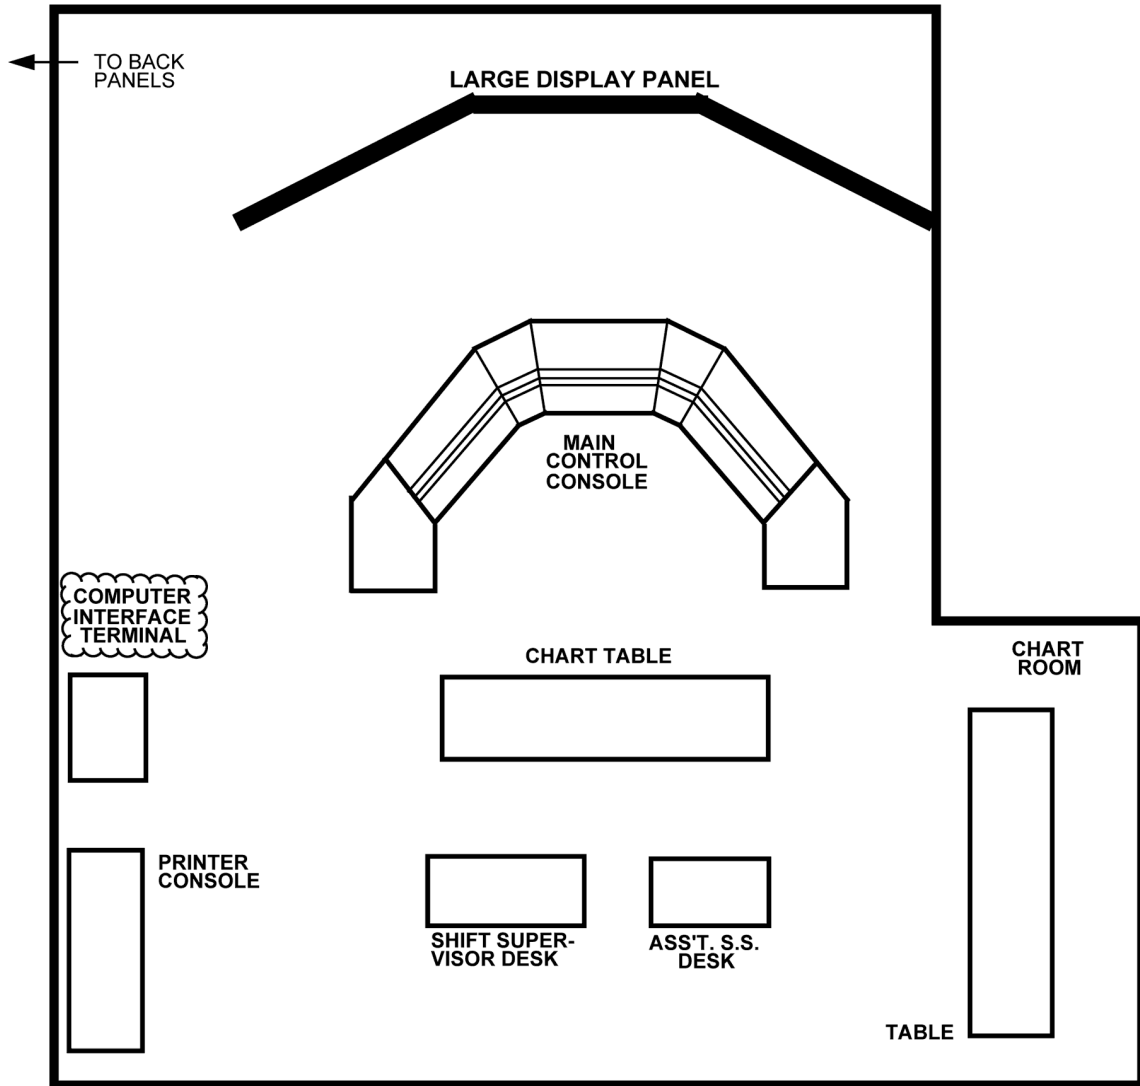 TO BACK
PANELS
LARGE DISPLAY PANEL
MAIN
CONTROL
CONSOLE
COMPUTER
INTERFACE
TERMINAL
CHART TABLE
CHART
ROOM
PRINTER
CONSOLE
SHIFT SUPER-
VISOR DESK
ASS'T. S.S.
DESK
TABLE